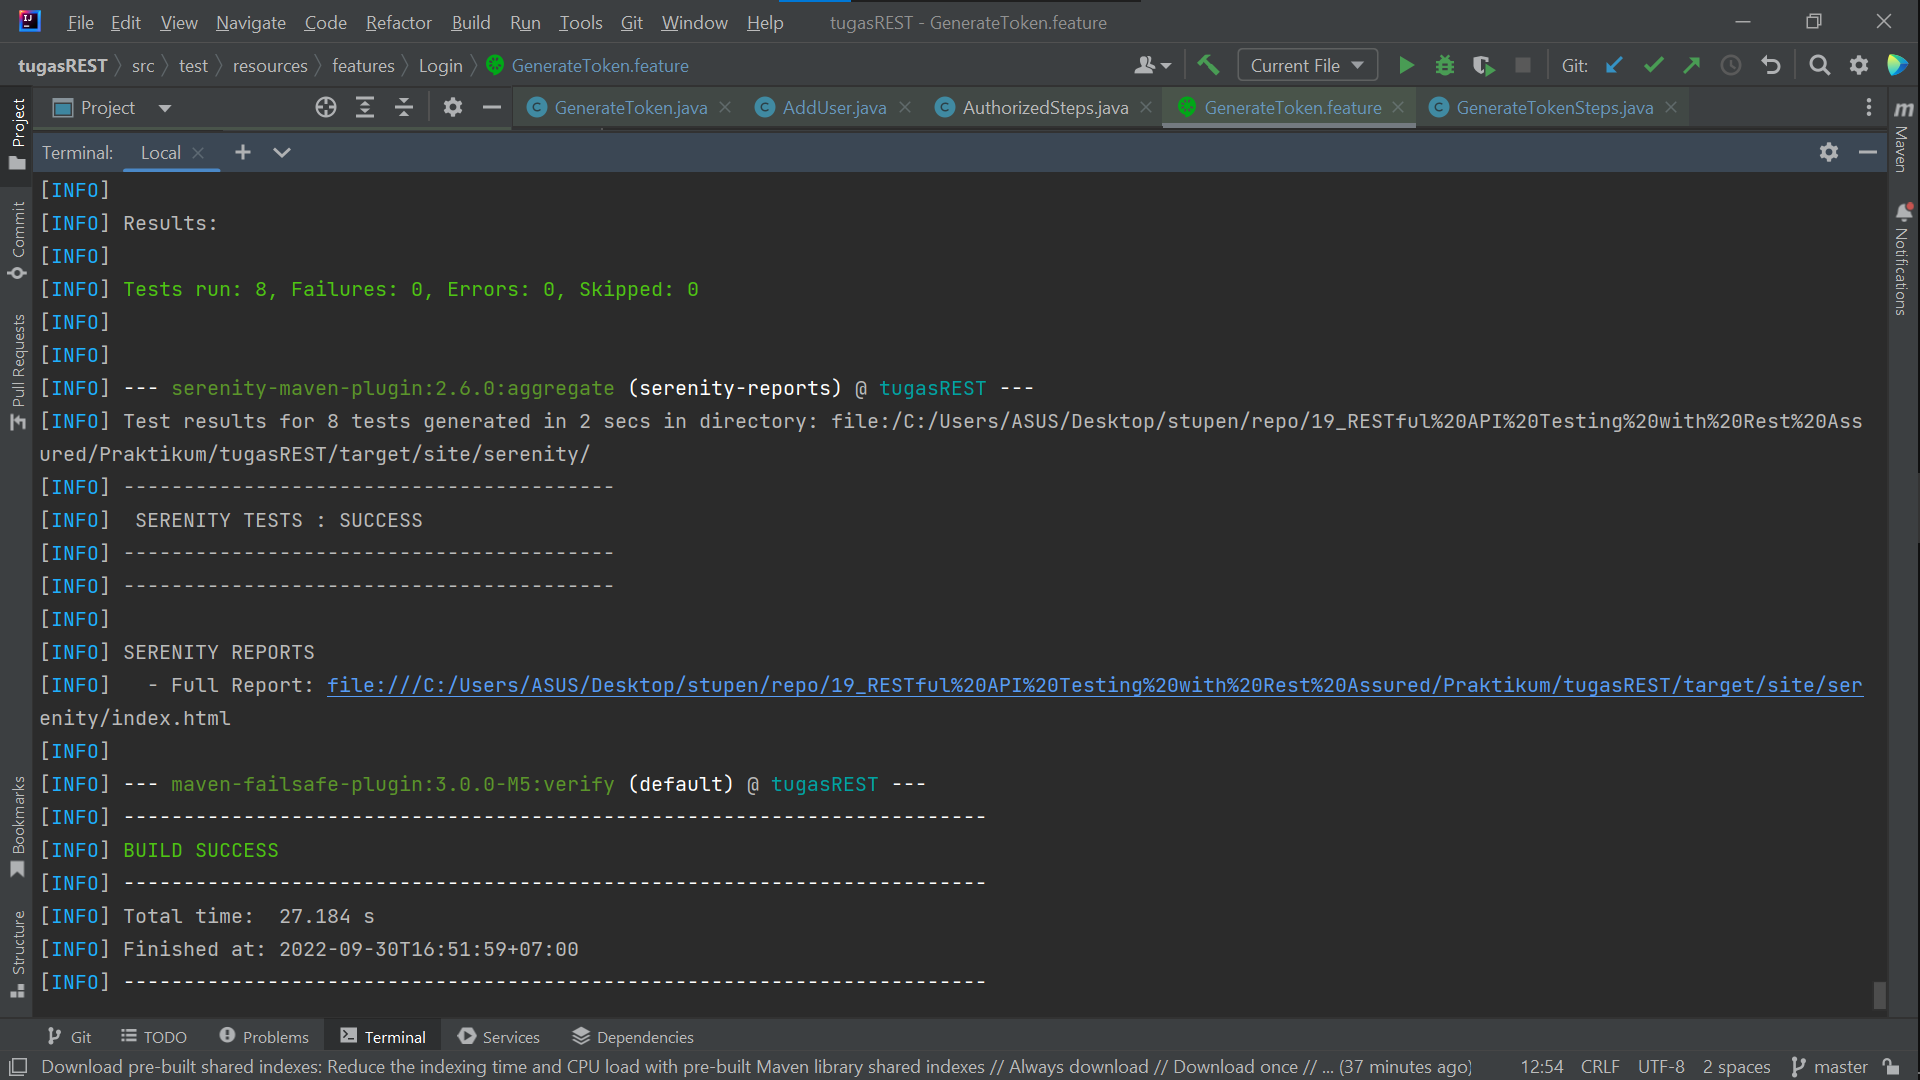 File Edit View Navigate Code Refactor Build Run Tools Git Window Help tugasREST - GenerateToken.feature
tugasREST src test resources features Login GenerateToken.feature Current File Git:
Project GenerateToken.java AddUser.java AuthorizedSteps.java GenerateToken.feature GenerateTokenSteps.java
Terminal: Local
[INFO]
[INFO] Results:
[INFO]
[INFO] Tests run: 8, Failures: 0, Errors: 0, Skipped: 0
[INFO]
[INFO]
[INFO] --- serenity-maven-plugin:2.6.0:aggregate (serenity-reports) @ tugasREST ---
[INFO] Test results for 8 tests generated in 2 secs in directory: file:/C:/Users/ASUS/Desktop/stupen/repo/19_RESTful%20API%20Testing%20with%20Rest%20Ass
ured/Praktikum/tugasREST/target/site/serenity/
[INFO] -----------------------------------------
[INFO]  SERENITY TESTS : SUCCESS
[INFO] -----------------------------------------
[INFO] -----------------------------------------
[INFO]
[INFO] SERENITY REPORTS
[INFO]   - Full Report: file:///C:/Users/ASUS/Desktop/stupen/repo/19_RESTful%20API%20Testing%20with%20Rest%20Assured/Praktikum/tugasREST/target/site/ser
enity/index.html
[INFO]
[INFO] --- maven-failsafe-plugin:3.0.0-M5:verify (default) @ tugasREST ---
[INFO] ------------------------------------------------------------------------
[INFO] BUILD SUCCESS
[INFO] ------------------------------------------------------------------------
[INFO] Total time:  27.184 s
[INFO] Finished at: 2022-09-30T16:51:59+07:00
[INFO] ------------------------------------------------------------------------
Project
Commit
Pull Requests
Bookmarks
Structure
m
Maven
Notifications
Git TODO Problems Terminal Services Dependencies
Download pre-built shared indexes: Reduce the indexing time and CPU load with pre-built Maven library shared indexes // Always download // Download once // ... (37 minutes ago) 12:54 CRLF UTF-8 2 spaces master